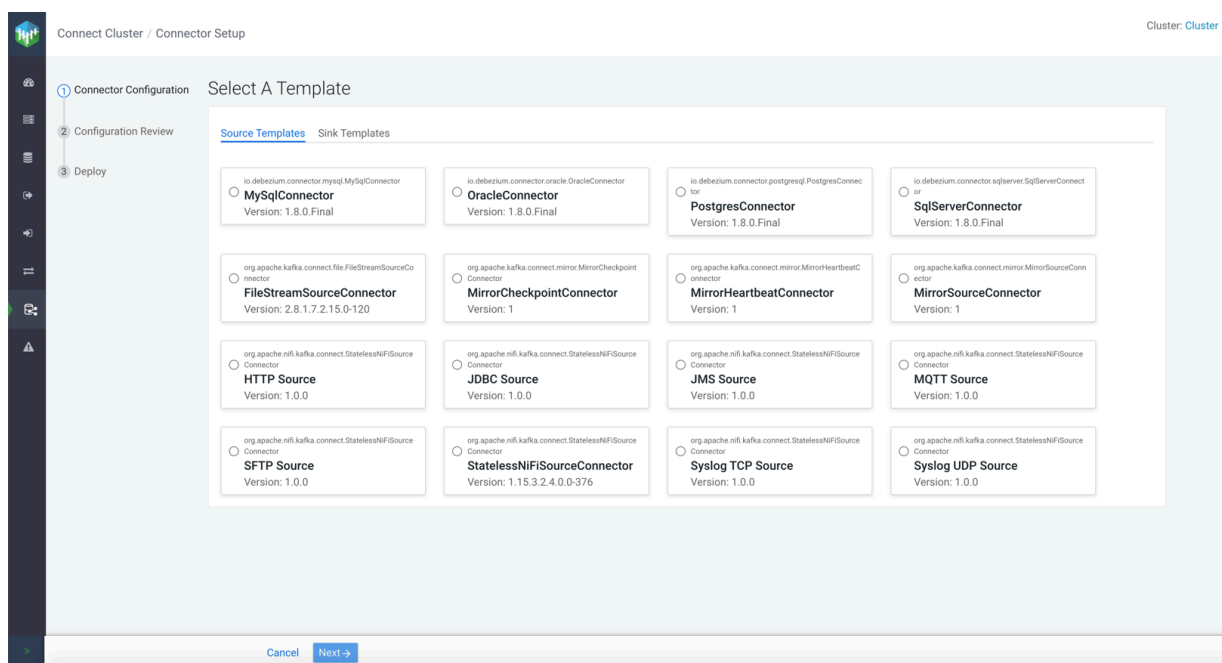 Connect Cluster / Connector Setup
Cluster: Cluster
1 Connector Configuration
2 Configuration Review
3 Deploy
Select A Template
Source Templates Sink Templates
io.debezium.connector.mysql.MySqlConnector
MySqlConnector
Version: 1.8.0.Final
io.debezium.connector.oracle.OracleConnector
OracleConnector
Version: 1.8.0.Final
io.debezium.connector.postgresql.PostgresConnec
tor
PostgresConnector
Version: 1.8.0.Final
io.debezium.connector.sqlserver.SqlServerConnect
or
SqlServerConnector
Version: 1.8.0.Final
org.apache.kafka.connect.file.FileStreamSourceCo
nnector
FileStreamSourceConnector
Version: 2.8.1.7.2.15.0-120
org.apache.kafka.connect.mirror.MirrorCheckpoint
Connector
MirrorCheckpointConnector
Version: 1
org.apache.kafka.connect.mirror.MirrorHeartbeatC
onnector
MirrorHeartbeatConnector
Version: 1
org.apache.kafka.connect.mirror.MirrorSourceConn
ector
MirrorSourceConnector
Version: 1
org.apache.nifi.kafka.connect.StatelessNiFiSource
Connector
HTTP Source
Version: 1.0.0
org.apache.nifi.kafka.connect.StatelessNiFiSource
Connector
JDBC Source
Version: 1.0.0
org.apache.nifi.kafka.connect.StatelessNiFiSource
Connector
JMS Source
Version: 1.0.0
org.apache.nifi.kafka.connect.StatelessNiFiSource
Connector
MQTT Source
Version: 1.0.0
org.apache.nifi.kafka.connect.StatelessNiFiSource
Connector
SFTP Source
Version: 1.0.0
org.apache.nifi.kafka.connect.StatelessNiFiSource
Connector
StatelessNiFiSourceConnector
Version: 1.15.3.2.4.0.0-376
org.apache.nifi.kafka.connect.StatelessNiFiSource
Connector
Syslog TCP Source
Version: 1.0.0
org.apache.nifi.kafka.connect.StatelessNiFiSource
Connector
Syslog UDP Source
Version: 1.0.0
Cancel Next →